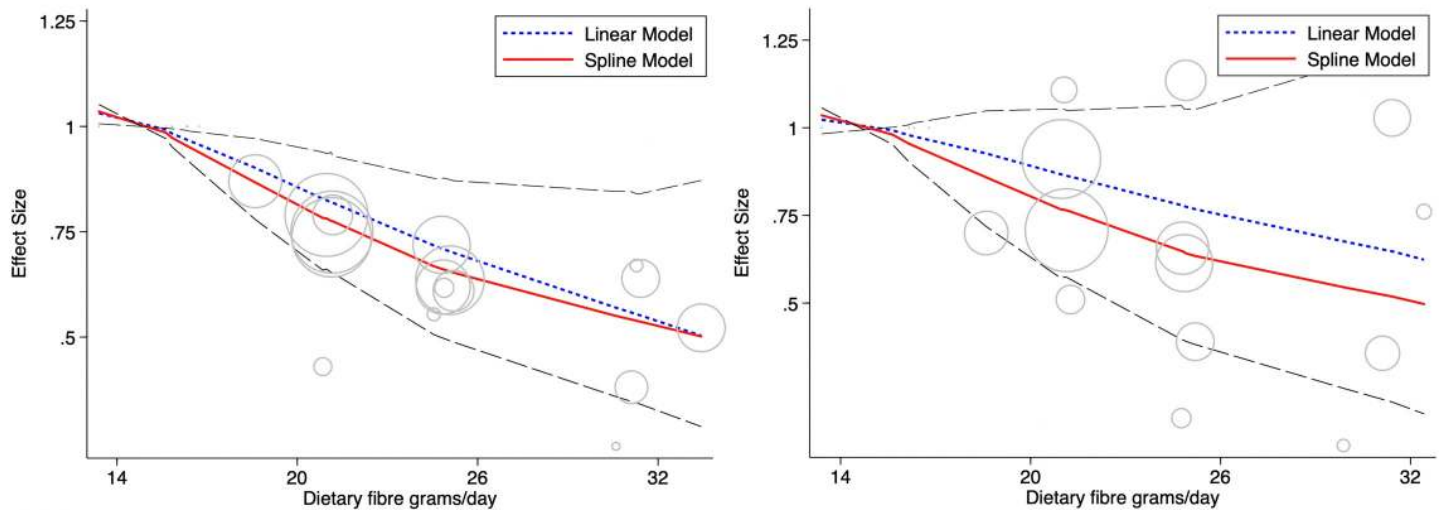 1.25
1
.75
.5
Effect Size
14
20
26
32
Dietary fibre grams/day
Linear Model
Spline Model
1.25
1
.75
.5
Effect Size
14
20
26
32
Dietary fibre grams/day
Linear Model
Spline Model